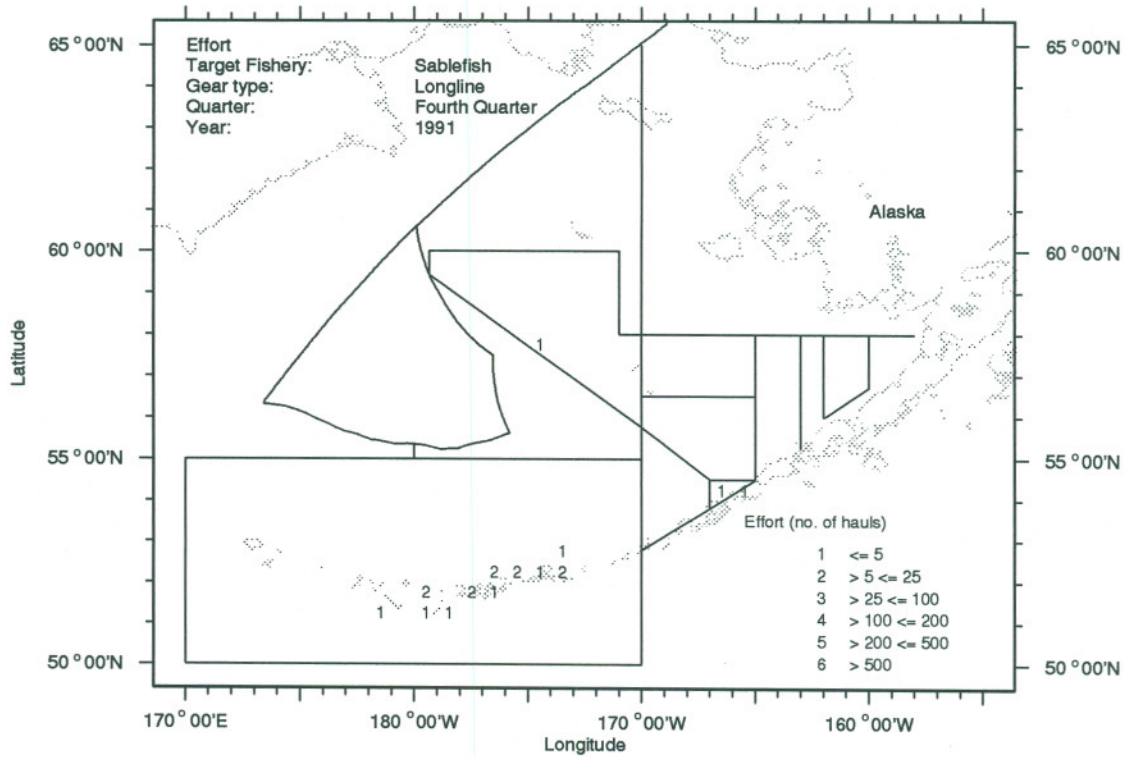 65°00'N
65°00'N
Effort
Target Fishery: Sablefish
Gear type: Longline
Quarter: Fourth Quarter
Year: 1991
Alaska
60°00'N
60°00'N
Latitude
1
55°00'N
55°00'N
1 1
Effort (no. of hauls)
1 <= 5
2 > 5 <= 25
3 > 25 <= 100
4 > 100 <= 200
5 > 200 <= 500
6 > 500
1
2 2 1 2
2 2 1
1 1 1
50°00'N
50°00'N
170°00'E
180°00'W
170°00'W
160°00'W
Longitude